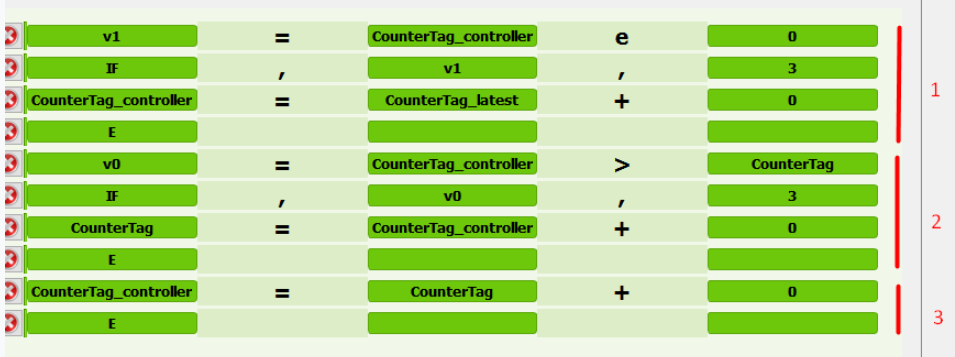 v1 = CounterTag_controller e 0
IF , v1 , 3
CounterTag_controller = CounterTag_latest + 0
E
1
v0 = CounterTag_controller > CounterTag
IF , v0 , 3
CounterTag = CounterTag_controller + 0
E
2
CounterTag_controller = CounterTag + 0
E
3